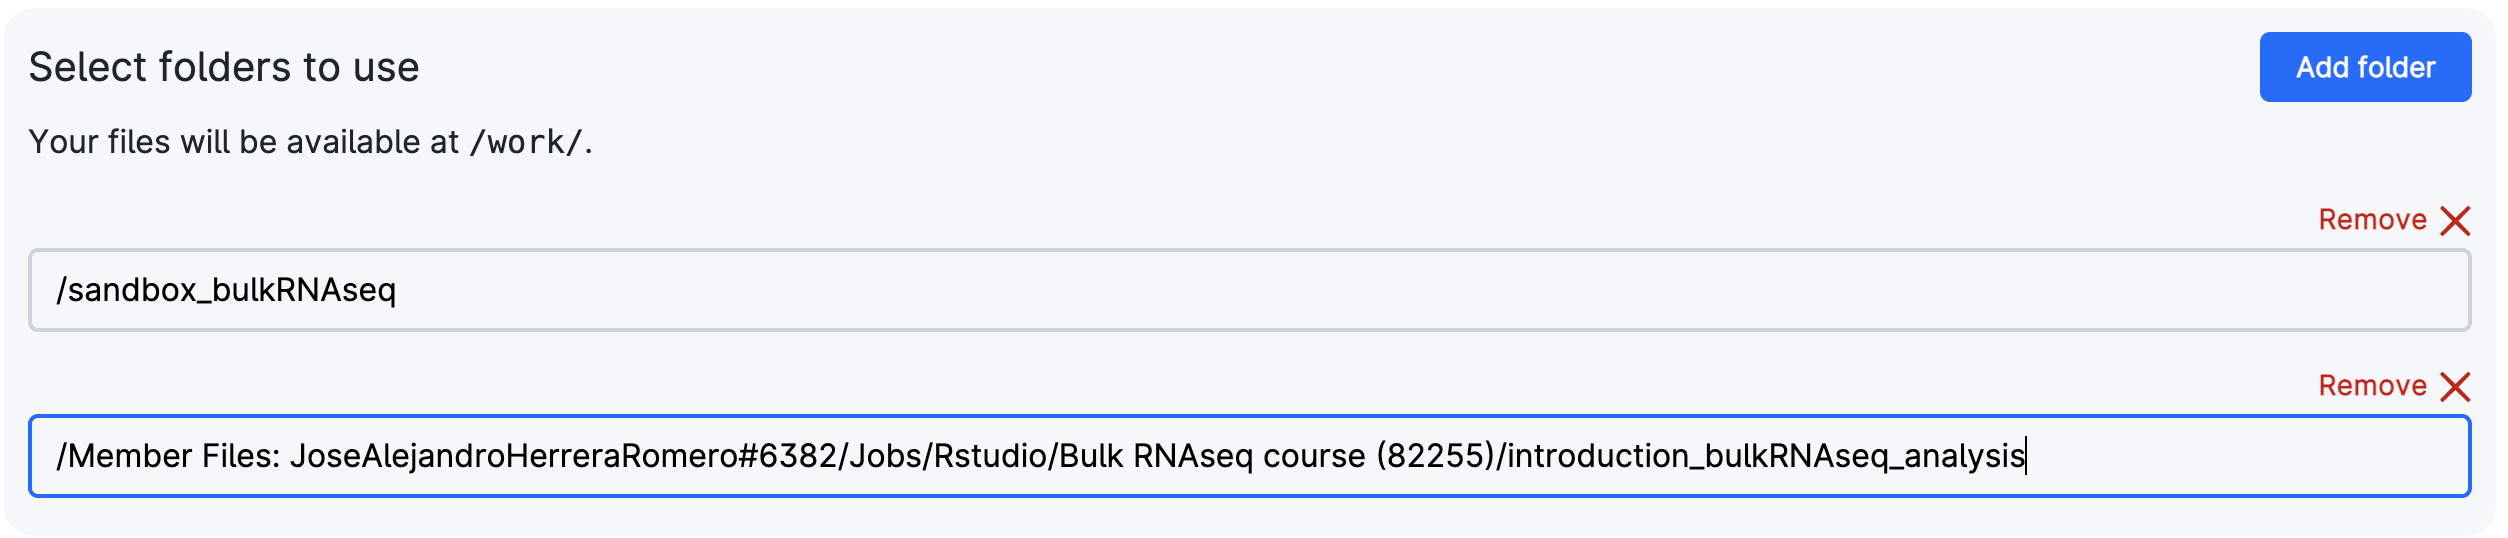 Select folders to use
Add folder
Your files will be available at /work/.
Remove
/sandbox_bulkRNAseq
Remove
/Member Files: JoseAlejandroHerreraRomero#6382/Jobs/Rstudio/Bulk RNAseq course (82255)/introduction_bulkRNAseq_analysis